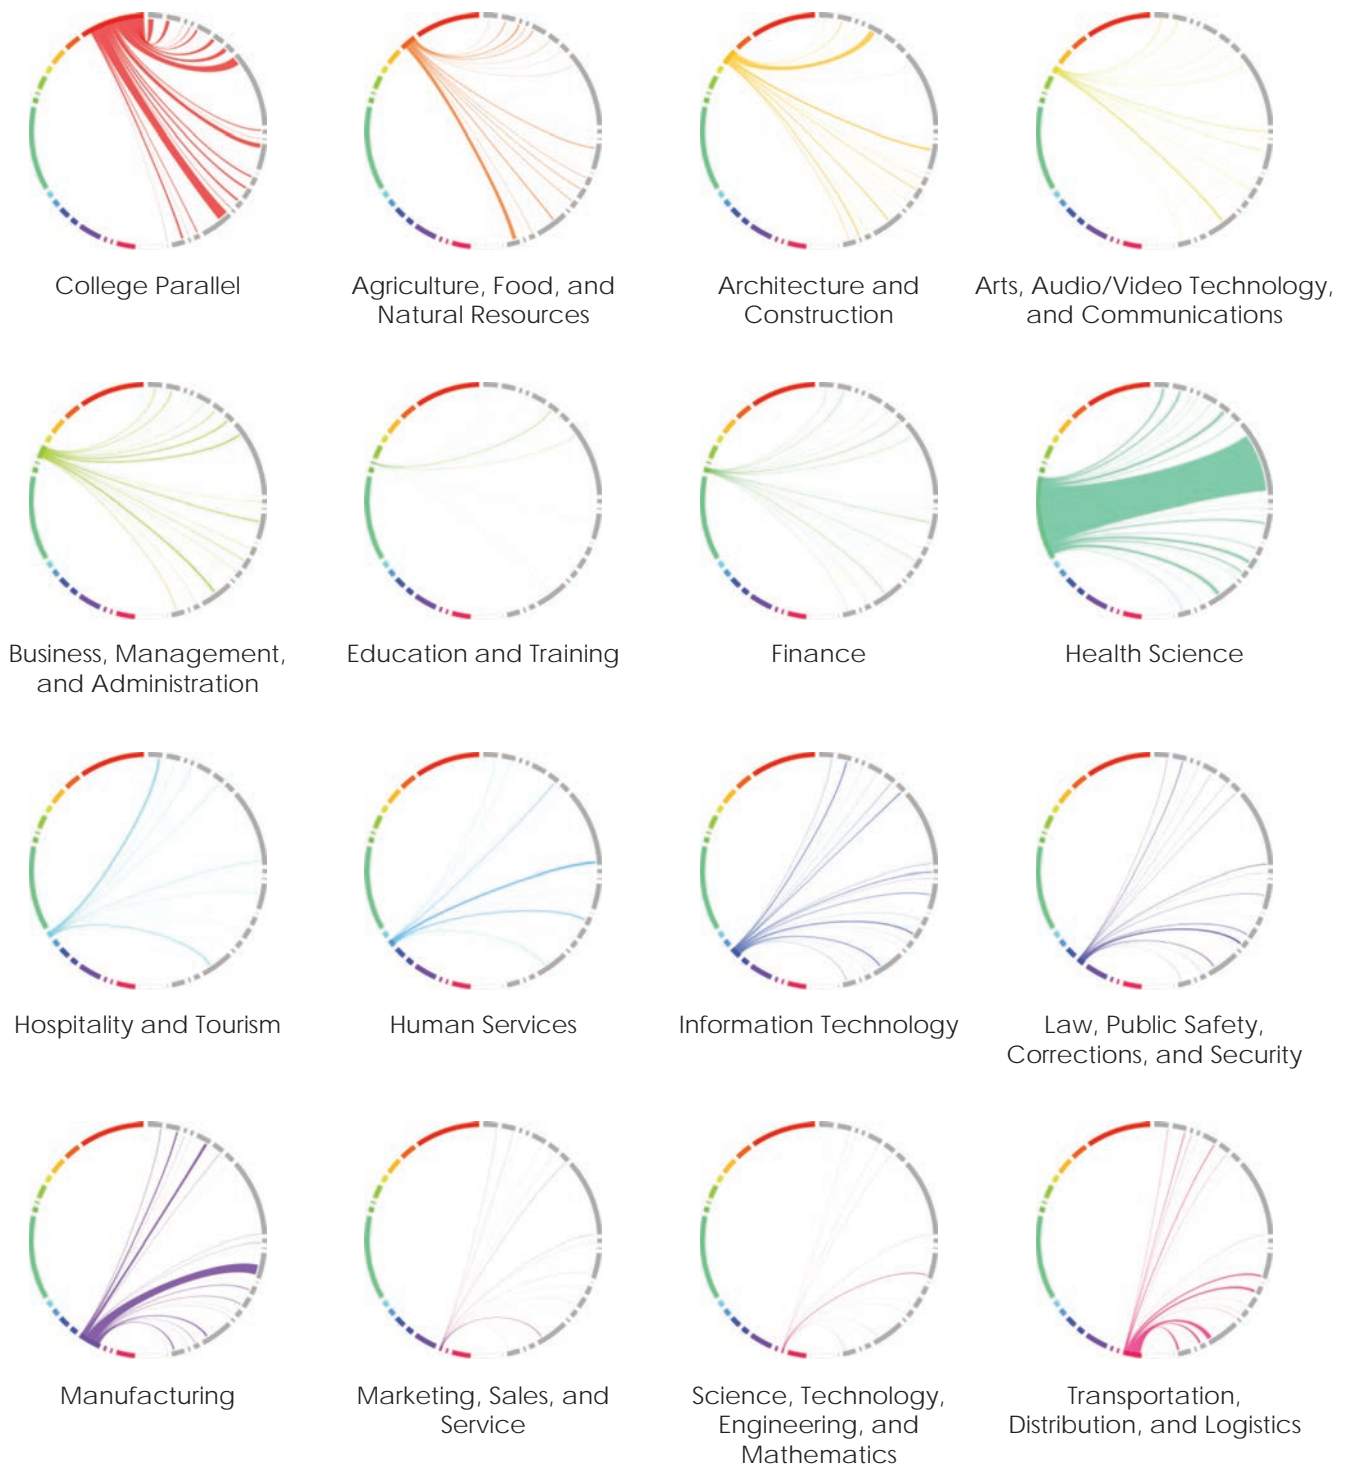 College Parallel
Agriculture, Food, and
Natural Resources
Architecture and
Construction
Arts, Audio/Video Technology,
and Communications
Business, Management,
and Administration
Education and Training
Finance
Health Science
Hospitality and Tourism
Human Services
Information Technology
Law, Public Safety,
Corrections, and Security
Manufacturing
Marketing, Sales, and
Service
Science, Technology,
Engineering, and
Mathematics
Transportation,
Distribution, and Logistics